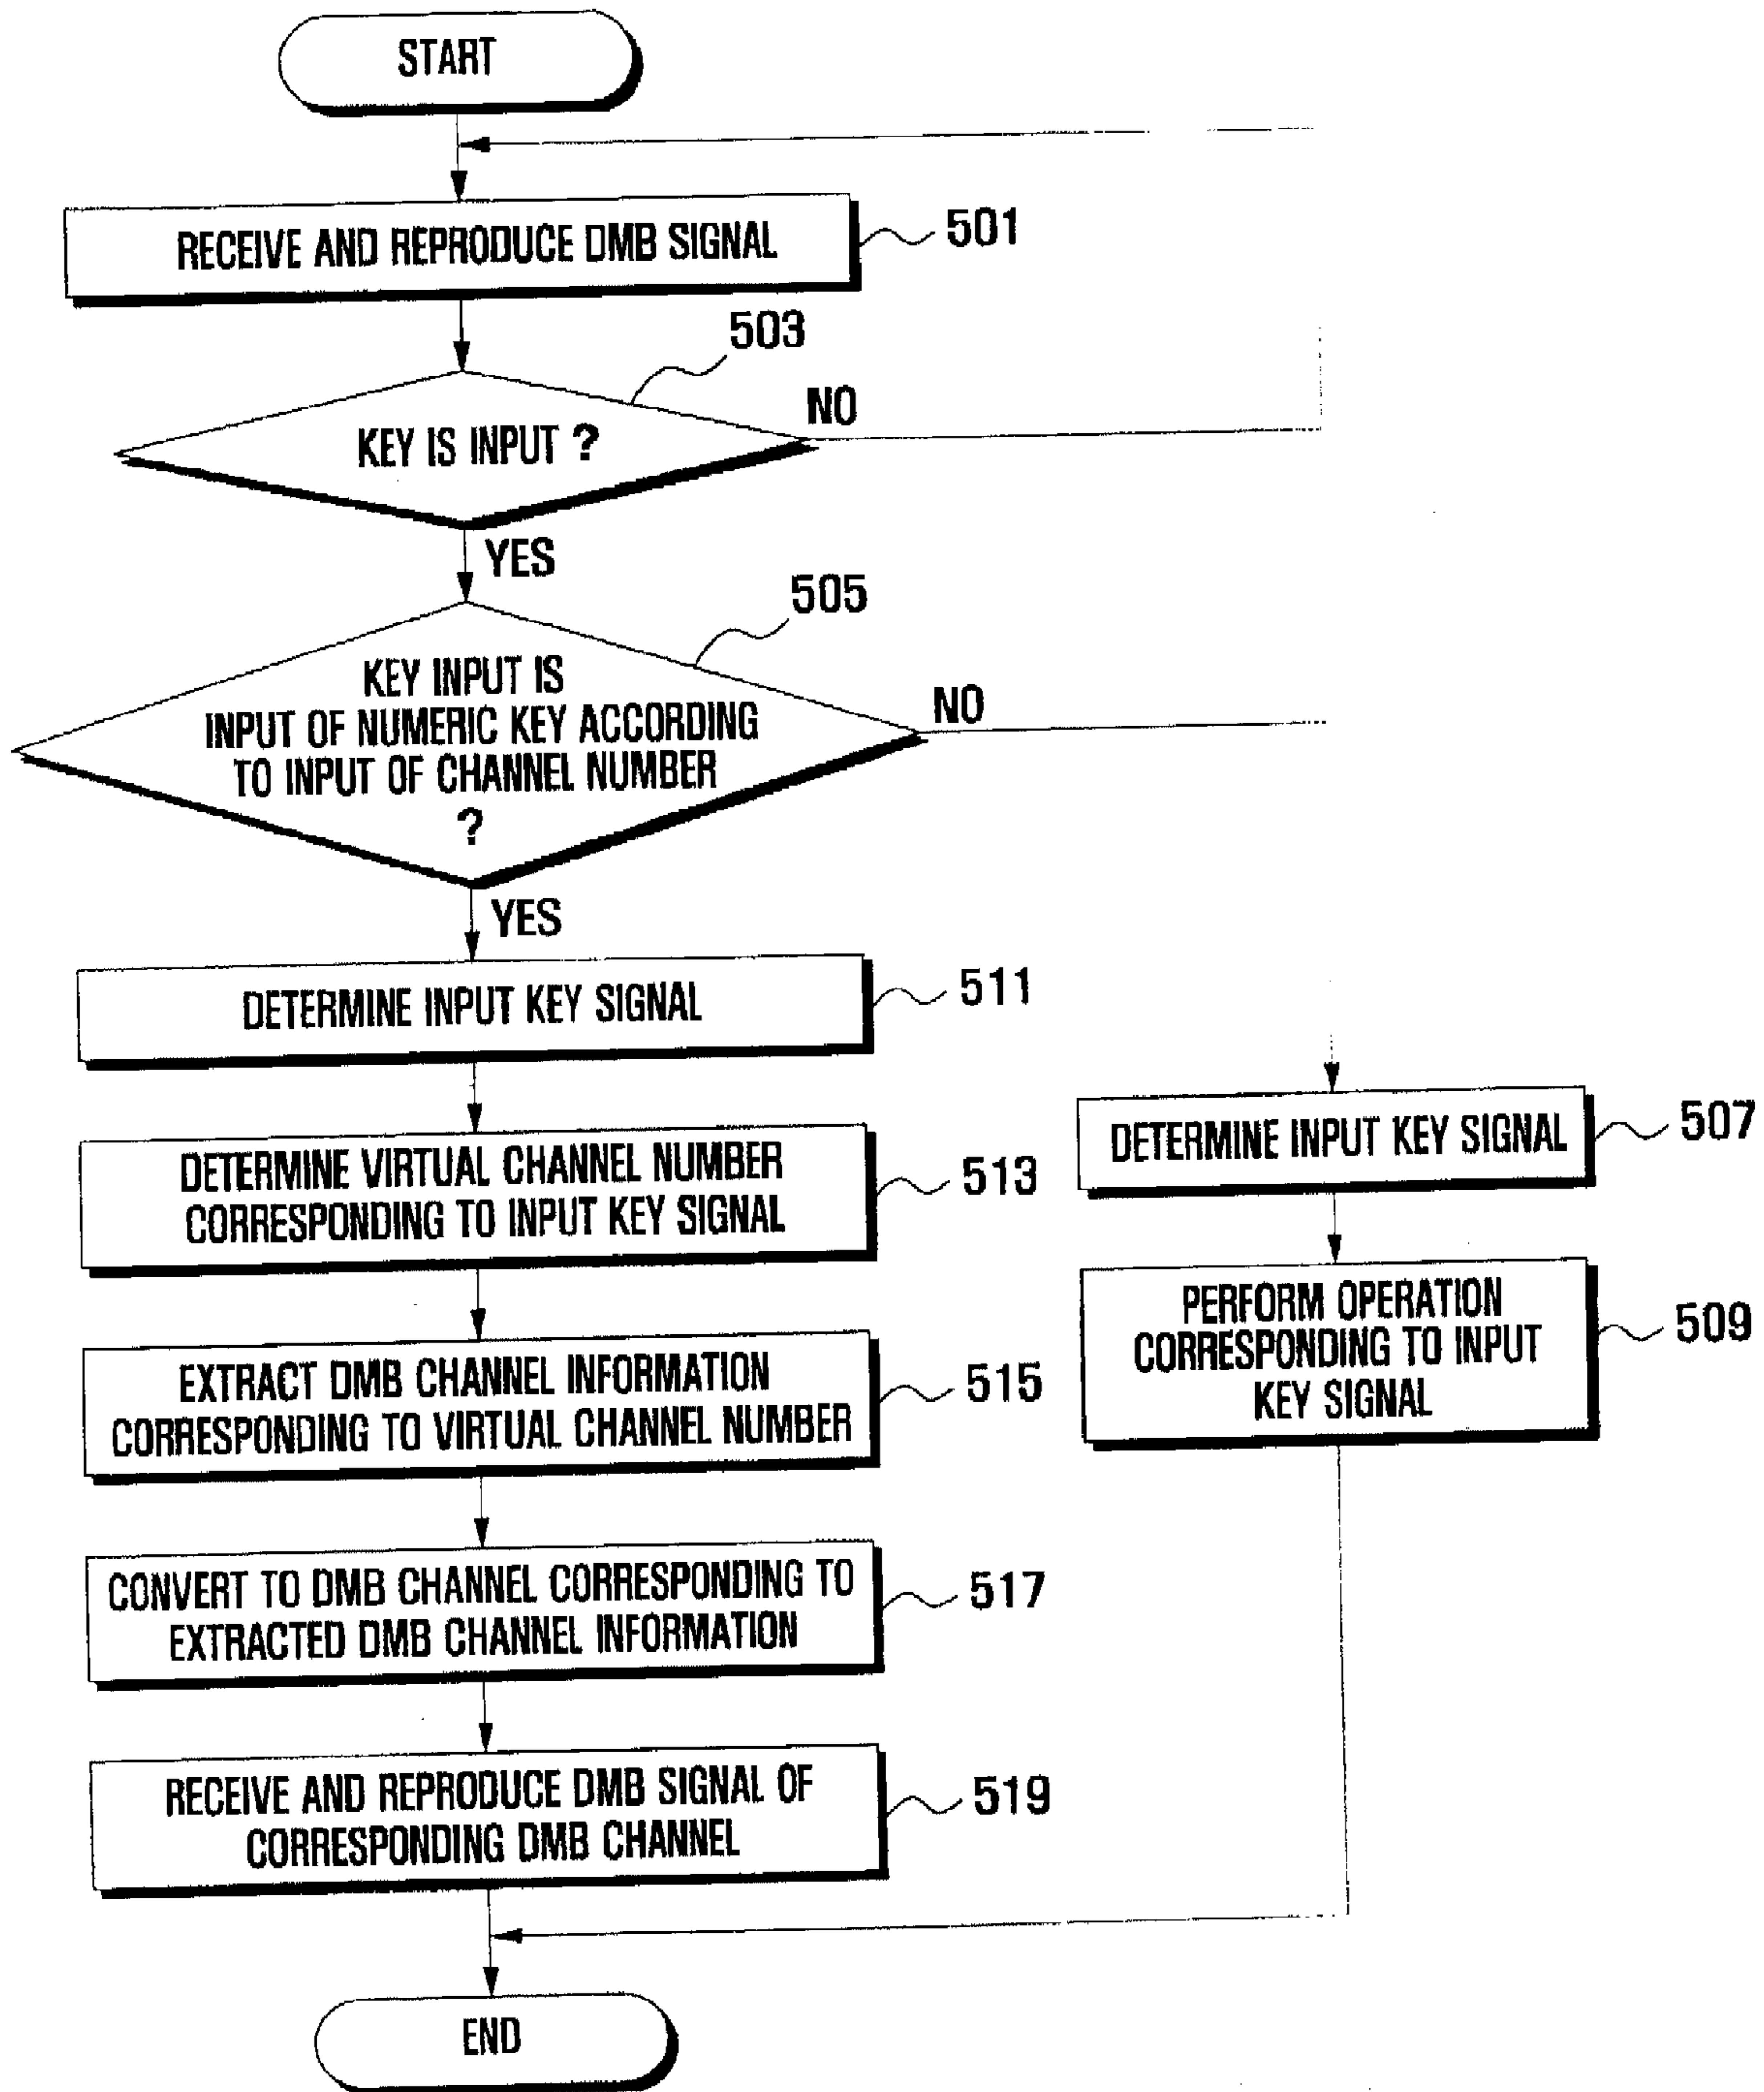 START
RECEIVE AND REPRODUCE DMB SIGNAL
501
503
KEY IS INPUT ?
NO
YES
505
KEY INPUT IS
INPUT OF NUMERIC KEY ACCORDING
TO INPUT OF CHANNEL NUMBER
?
NO
YES
DETERMINE INPUT KEY SIGNAL
511
DETERMINE INPUT KEY SIGNAL
507
DETERMINE VIRTUAL CHANNEL NUMBER
CORRESPONDING TO INPUT KEY SIGNAL
513
PERFORM OPERATION
CORRESPONDING TO INPUT
KEY SIGNAL
509
EXTRACT DMB CHANNEL INFORMATION
CORRESPONDING TO VIRTUAL CHANNEL NUMBER
515
CONVERT TO DMB CHANNEL CORRESPONDING TO
EXTRACTED DMB CHANNEL INFORMATION
517
RECEIVE AND REPRODUCE DMB SIGNAL OF
CORRESPONDING DMB CHANNEL
519
END